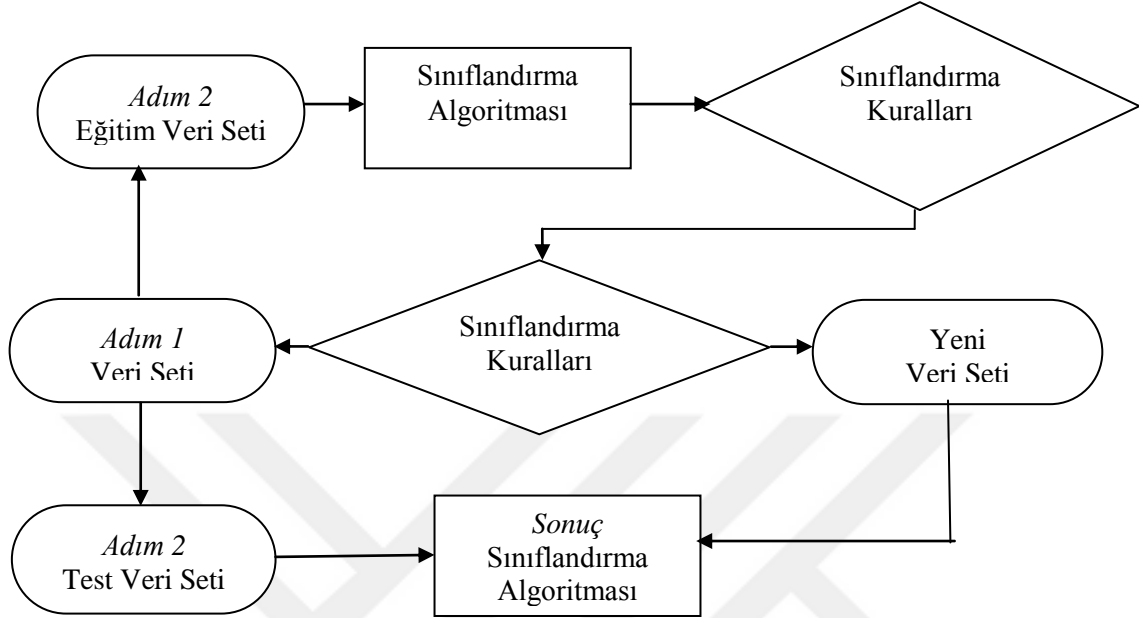 Adım 2
Eğitim Veri Seti
Sınıflandırma
Algoritması
Sınıflandırma
Kuralları
Adım 1
Veri Seti
Sınıflandırma
Kuralları
Yeni
Veri Seti
Adım 2
Test Veri Seti
Sonuç
Sınıflandırma
Algoritması